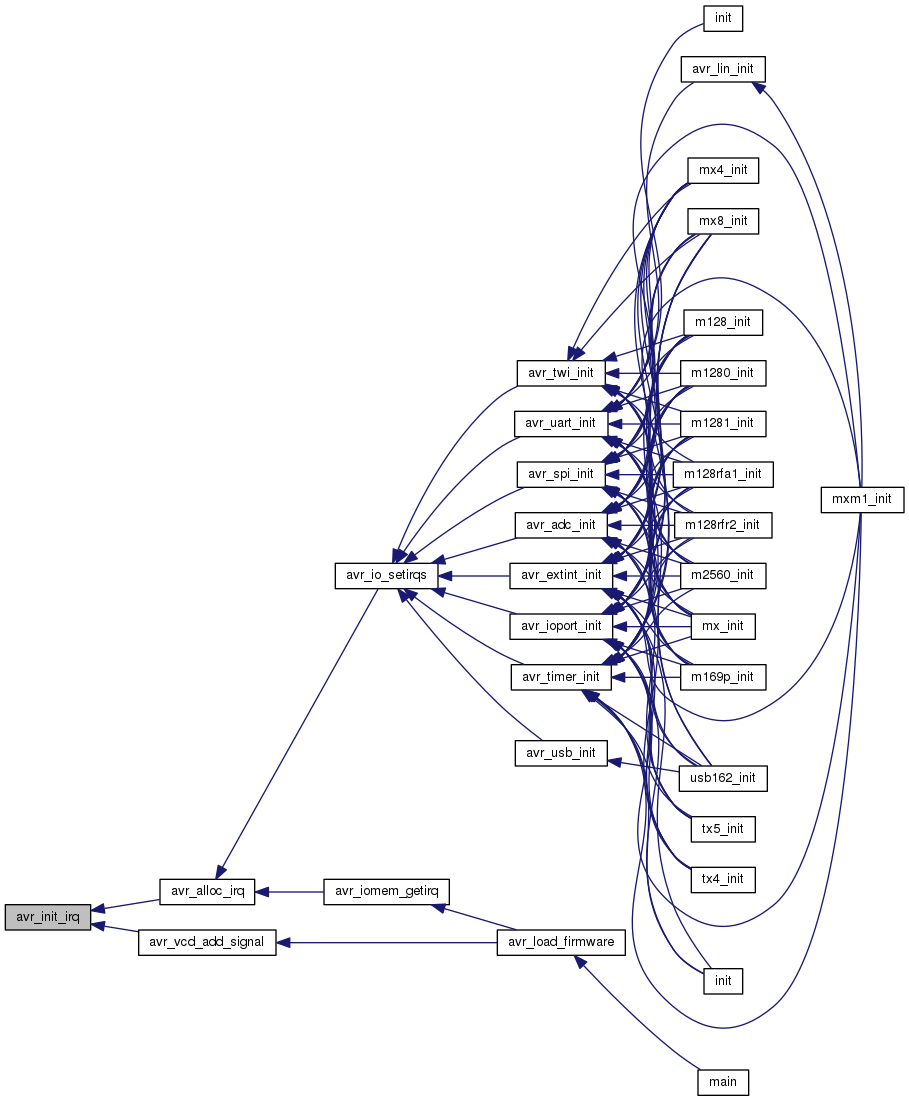 init
avr_lin_init
mx4_init
mx8_init
m128_init
avr_twi_init
m1280_init
avr_uart_init
m1281_init
avr_spi_init
m128rfa1_init
mxm1_init
avr_adc_init
m128rfr2_init
avr_io_setirqs
avr_extint_init
m2560_init
avr_ioport_init
mx_init
avr_timer_init
m169p_init
avr_usb_init
usb162_init
tx5_init
tx4_init
avr_alloc_irq
avr_iomem_getirq
avr_init_irq
avr_vcd_add_signal
avr_load_firmware
init
main